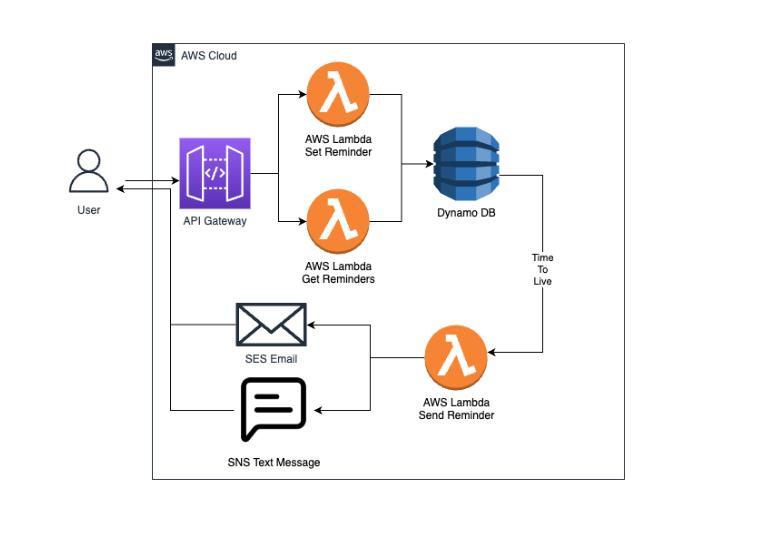 aws
AWS Cloud
AWS Lambda
Set Reminder
</>
User
API Gateway
Dynamo DB
AWS Lambda
Get Reminders
Time
To
Live
SES Email
AWS Lambda
Send Reminder
SNS Text Message